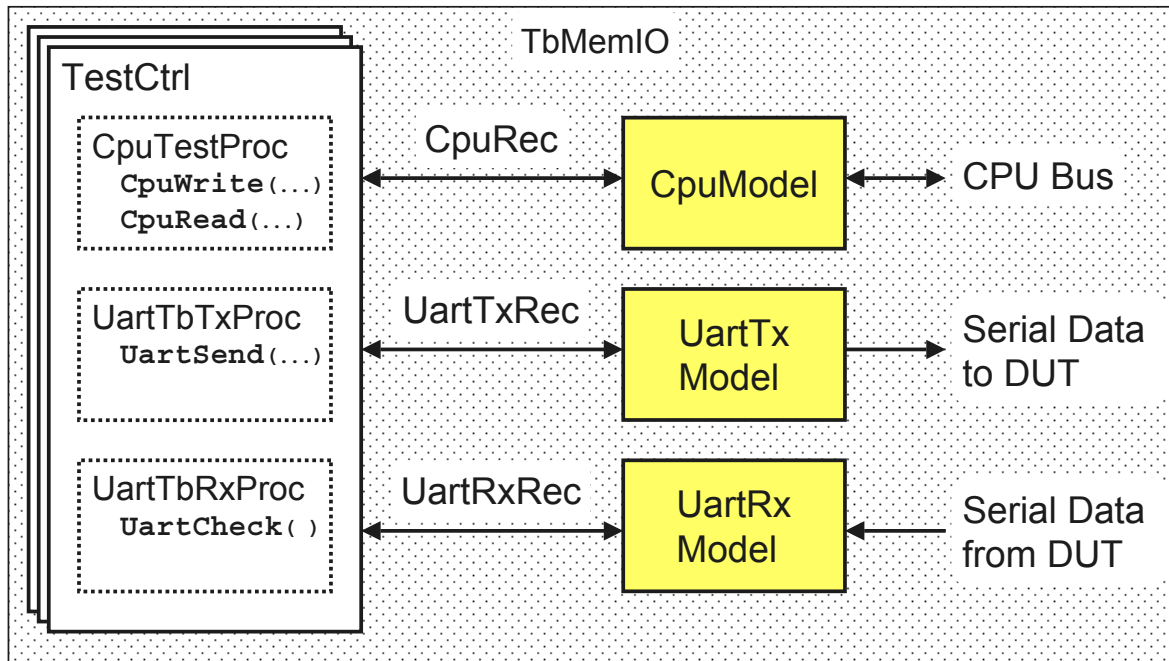 TbMemIO
TestCtrl
CpuTestProc
CpuWrite(...)
CpuRead(...)
CpuRec
CpuModel
CPU Bus
UartTbTxProc
UartSend(...)
UartTxRec
UartTx
Model
Serial Data
to DUT
UartTbRxProc
UartCheck( )
UartRxRec
UartRx
Model
Serial Data
from DUT